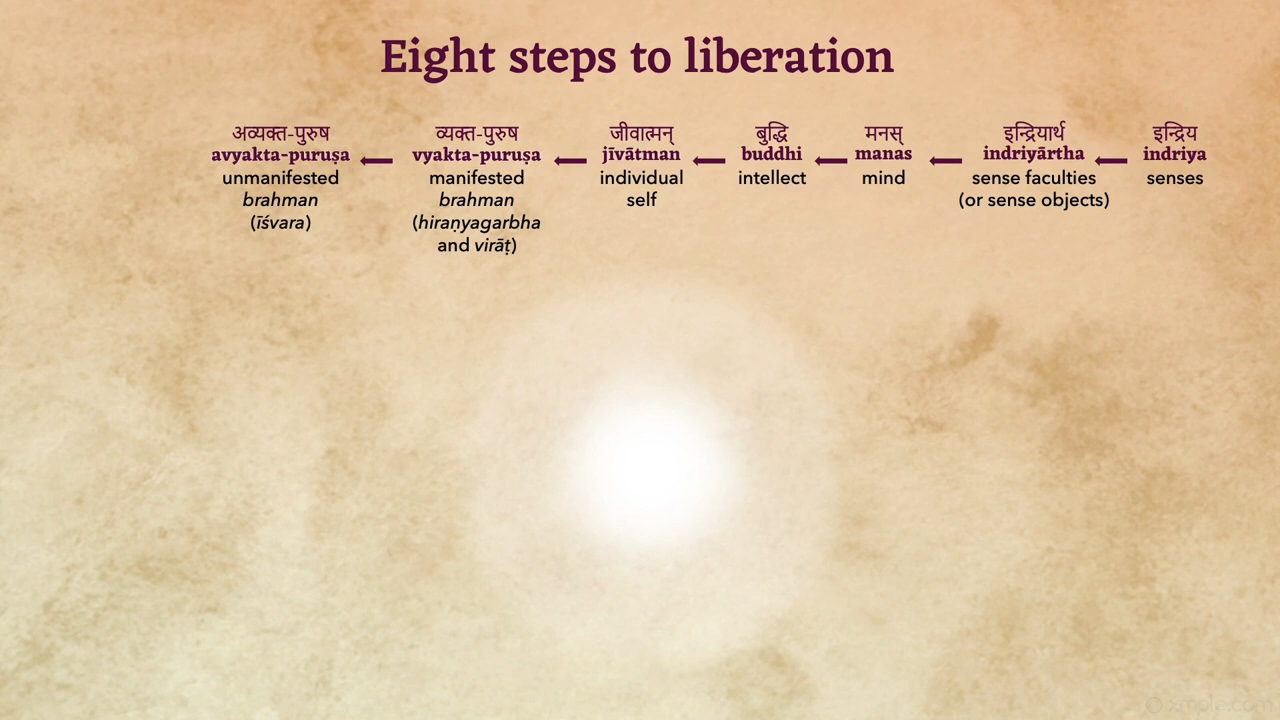 Eight steps to liberation
अव्यक्त-पुरुष
avyakta-puruṣa
unmanifested
brahman
(īśvara)
व्यक्त-पुरुष
vyakta-puruṣa
manifested
brahman
(hiraṇyagarbha
and virāṭ)
जीवात्मन्
jīvātman
individual
self
बुद्धि
buddhi
intellect
मनस्
manas
mind
इन्द्रियार्थ
indriyārtha
sense faculties
(or sense objects)
इन्द्रिय
indriya
senses